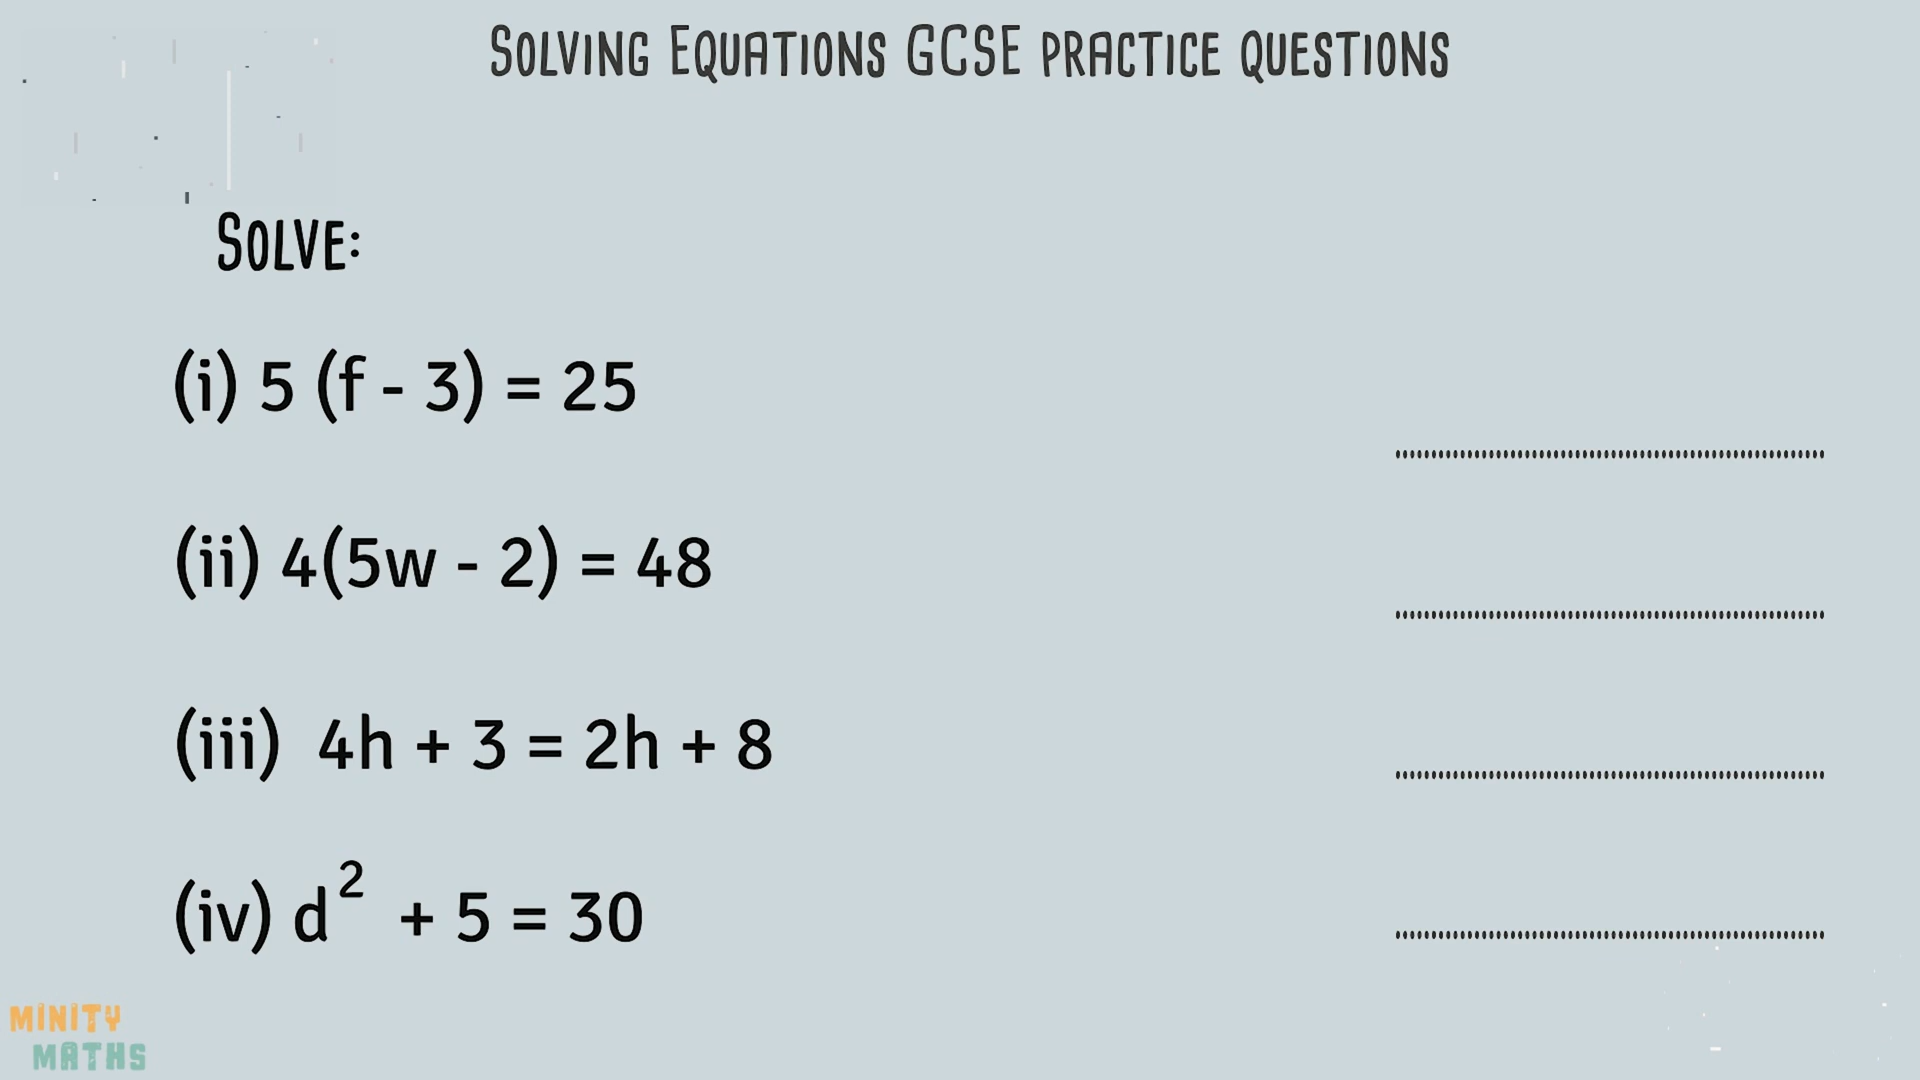 Solving Equations GCSE practice questions
Solve:
(i) 5 (f - 3) = 25
(ii) 4(5w - 2) = 48
(iii) 4h + 3 = 2h + 8
(iv) d² + 5 = 30
MINITY
MATHS